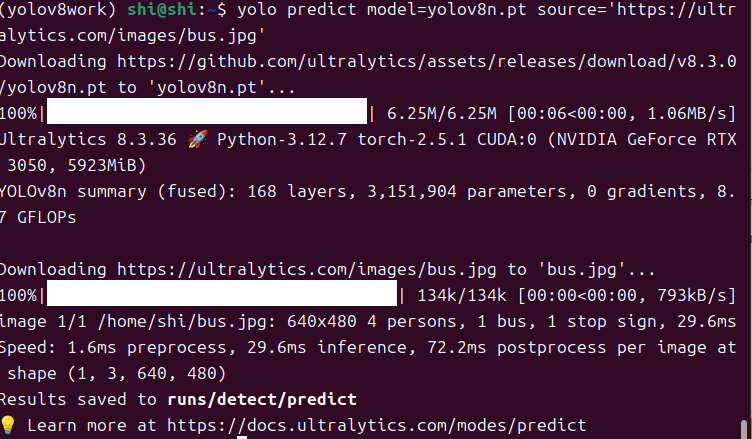 (yolov8work) shi@shi:~$ yolo predict model=yolov8n.pt source='https://ultr
alytics.com/images/bus.jpg'
Downloading https://github.com/ultralytics/assets/releases/download/v8.3.0
/yolov8n.pt to 'yolov8n.pt'...
100%|██████████| 6.25M/6.25M [00:06<00:00, 1.06MB/s]
Ultralytics 8.3.36 🚀 Python-3.12.7 torch-2.5.1 CUDA:0 (NVIDIA GeForce RTX
 3050, 5923MiB)
YOLOv8n summary (fused): 168 layers, 3,151,904 parameters, 0 gradients, 8.
7 GFLOPs
Downloading https://ultralytics.com/images/bus.jpg to 'bus.jpg'...
100%|██████████| 134k/134k [00:00<00:00, 793kB/s]
image 1/1 /home/shi/bus.jpg: 640x480 4 persons, 1 bus, 1 stop sign, 29.6ms
Speed: 1.6ms preprocess, 29.6ms inference, 72.2ms postprocess per image at
 shape (1, 3, 640, 480)
Results saved to runs/detect/predict
💡 Learn more at https://docs.ultralytics.com/modes/predict